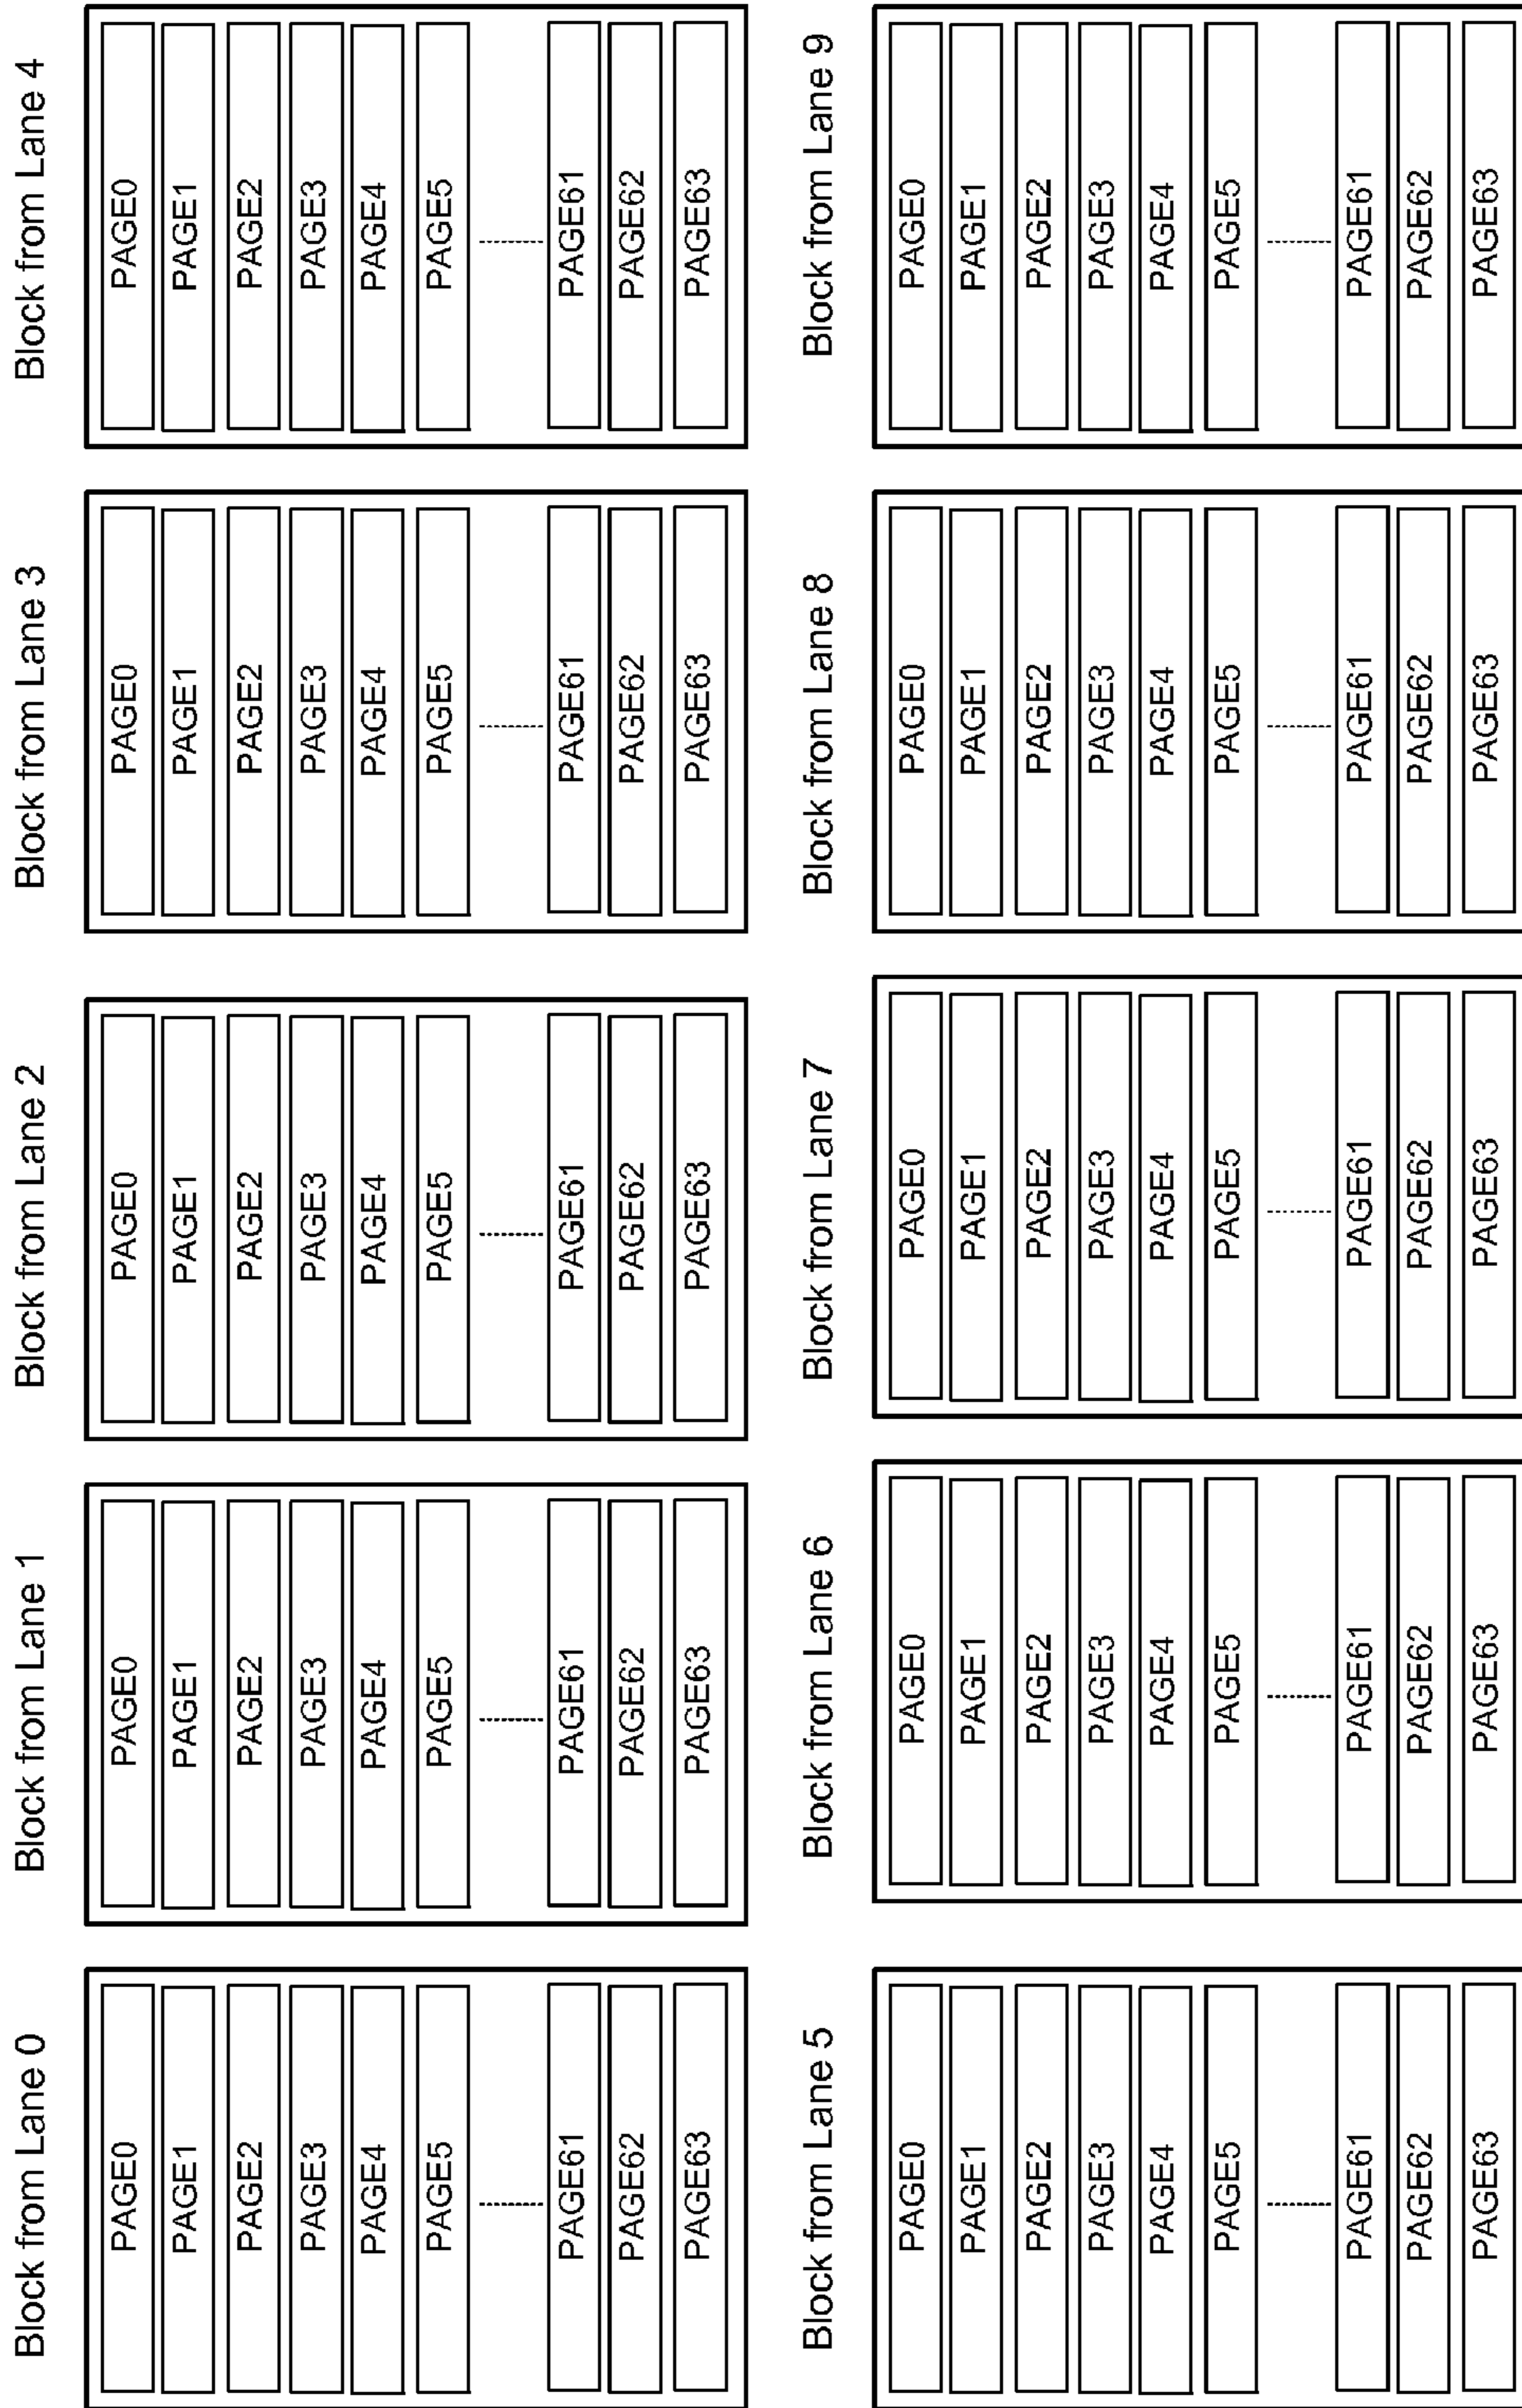 Block from Lane 0
PAGE0
PAGE1
PAGE2
PAGE3
PAGE4
PAGE5
PAGE61
PAGE62
PAGE63
Block from Lane 1
PAGE0
PAGE1
PAGE2
PAGE3
PAGE4
PAGE5
PAGE61
PAGE62
PAGE63
Block from Lane 2
PAGE0
PAGE1
PAGE2
PAGE3
PAGE4
PAGE5
PAGE61
PAGE62
PAGE63
Block from Lane 3
PAGE0
PAGE1
PAGE2
PAGE3
PAGE4
PAGE5
PAGE61
PAGE62
PAGE63
Block from Lane 4
PAGE0
PAGE1
PAGE2
PAGE3
PAGE4
PAGE5
PAGE61
PAGE62
PAGE63
Block from Lane 5
PAGE0
PAGE1
PAGE2
PAGE3
PAGE4
PAGE5
PAGE61
PAGE62
PAGE63
Block from Lane 6
PAGE0
PAGE1
PAGE2
PAGE3
PAGE4
PAGE5
PAGE61
PAGE62
PAGE63
Block from Lane 7
PAGE0
PAGE1
PAGE2
PAGE3
PAGE4
PAGE5
PAGE61
PAGE62
PAGE63
Block from Lane 8
PAGE0
PAGE1
PAGE2
PAGE3
PAGE4
PAGE5
PAGE61
PAGE62
PAGE63
Block from Lane 9
PAGE0
PAGE1
PAGE2
PAGE3
PAGE4
PAGE5
PAGE61
PAGE62
PAGE63